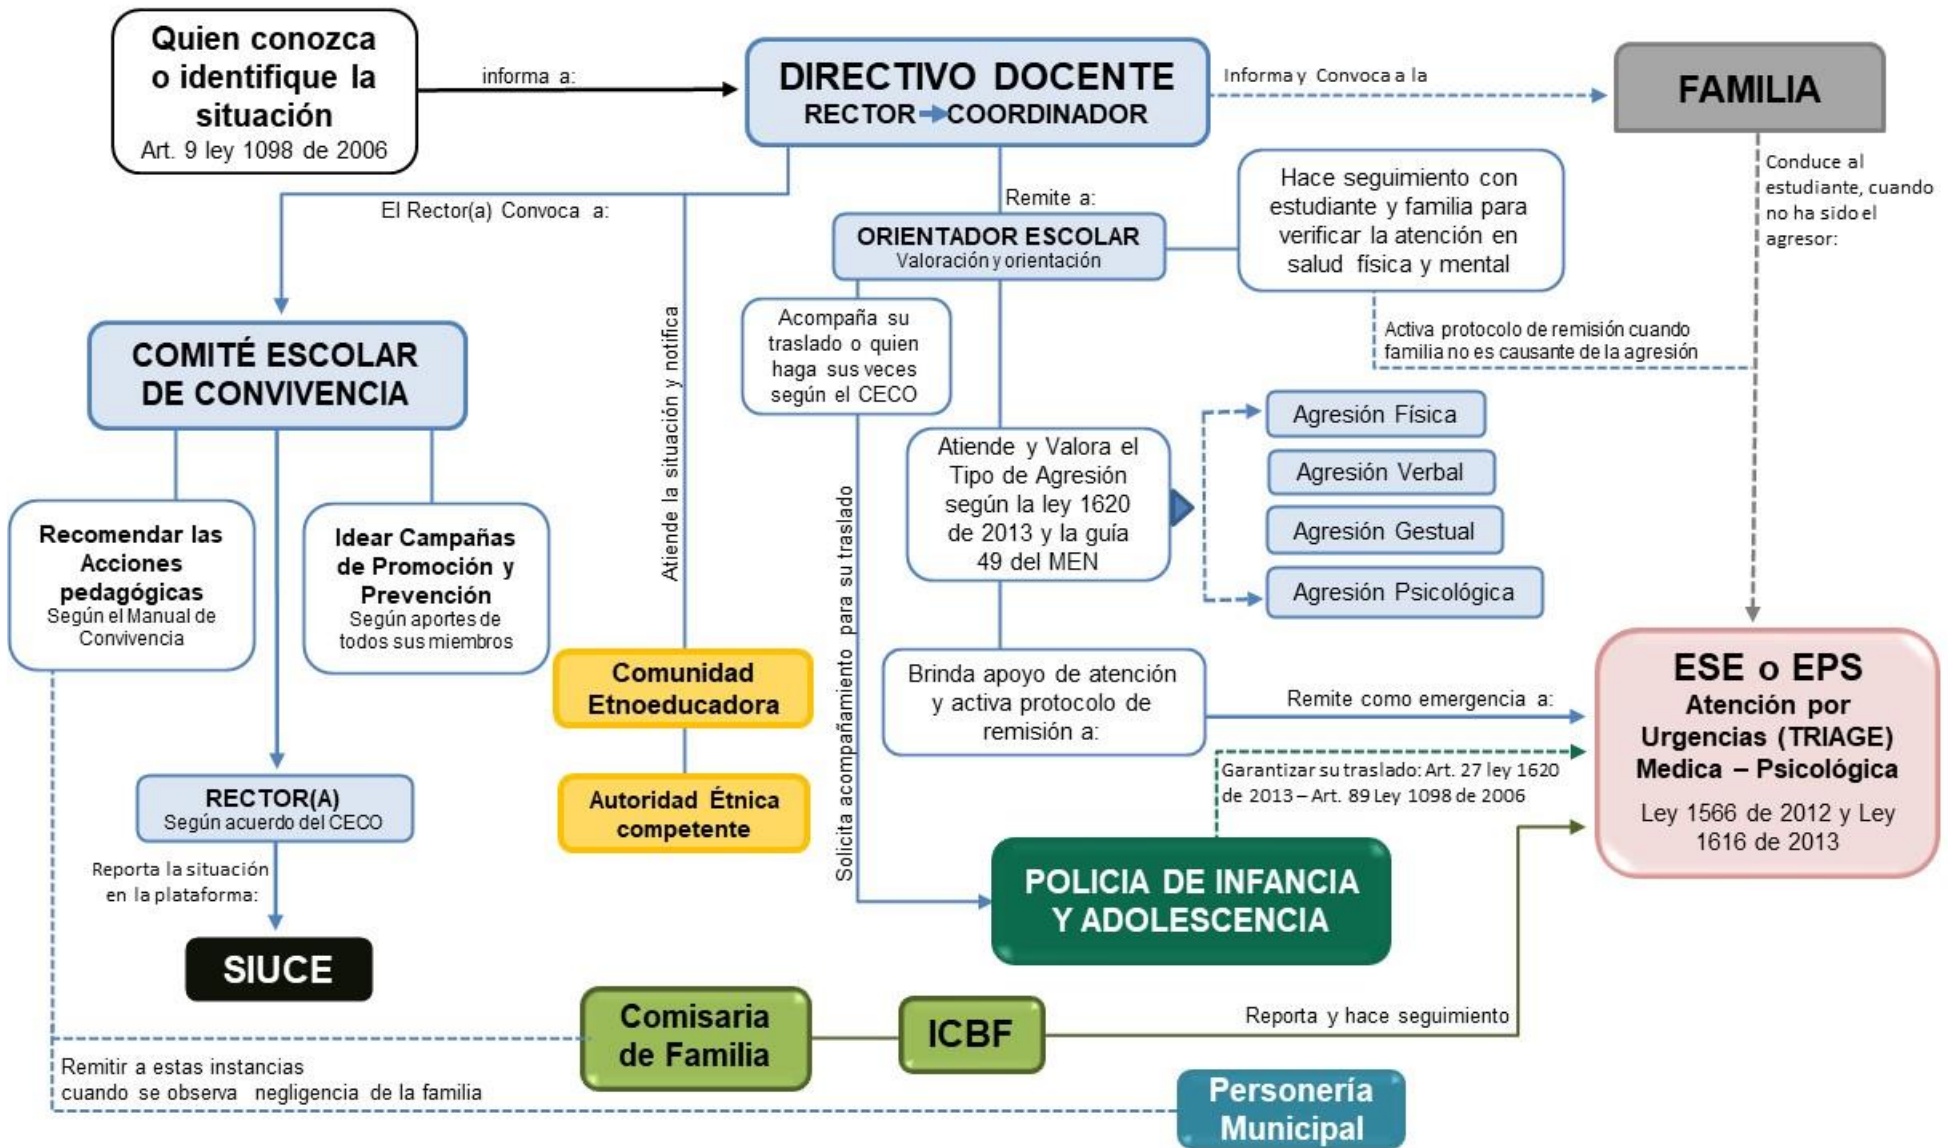 Quien conozca
o identifique la
situación
Art. 9 ley 1098 de 2006
informa a:
DIRECTIVO DOCENTE
RECTOR COORDINADOR
Informa y Convoca a la
FAMILIA
Conduce al
estudiante, cuando
no ha sido el
agresor:
El Rector(a) Convoca a:
Remite a:
ORIENTADOR ESCOLAR
Valoración y orientación
Hace seguimiento con
estudiante y familia para
verificar la atención en
salud física y mental
Activa protocolo de remisión cuando
familia no es causante de la agresión
COMITÉ ESCOLAR
DE CONVIVENCIA
Atiende la situación y notifica
Acompaña su
traslado o quien
haga sus veces
según el CECO
Solicita acompañamiento para su traslado
Atiende y Valora el
Tipo de Agresión
según la ley 1620
de 2013 y la guía
49 del MEN
Agresión Física
Agresión Verbal
Agresión Gestual
Agresión Psicológica
Recomendar las
Acciones
pedagógicas
Según el Manual de
Convivencia
Idear Campañas
de Promoción y
Prevención
Según aportes de
todos sus miembros
Comunidad
Etnoeducadora
Autoridad Étnica
competente
Brinda apoyo de atención
y activa protocolo de
remisión a:
Remite como emergencia a:
ESE o EPS
Atención por
Urgencias (TRIAGE)
Medica – Psicológica
Ley 1566 de 2012 y Ley
1616 de 2013
Garantizar su traslado: Art. 27 ley 1620
de 2013 – Art. 89 Ley 1098 de 2006
RECTOR(A)
Según acuerdo del CECO
Reporta la situación
en la plataforma:
SIUCE
POLICIA DE INFANCIA
Y ADOLESCENCIA
Comisaria
de Familia
ICBF
Reporta y hace seguimiento
Remitir a estas instancias
cuando se observa negligencia de la familia
Personería
Municipal